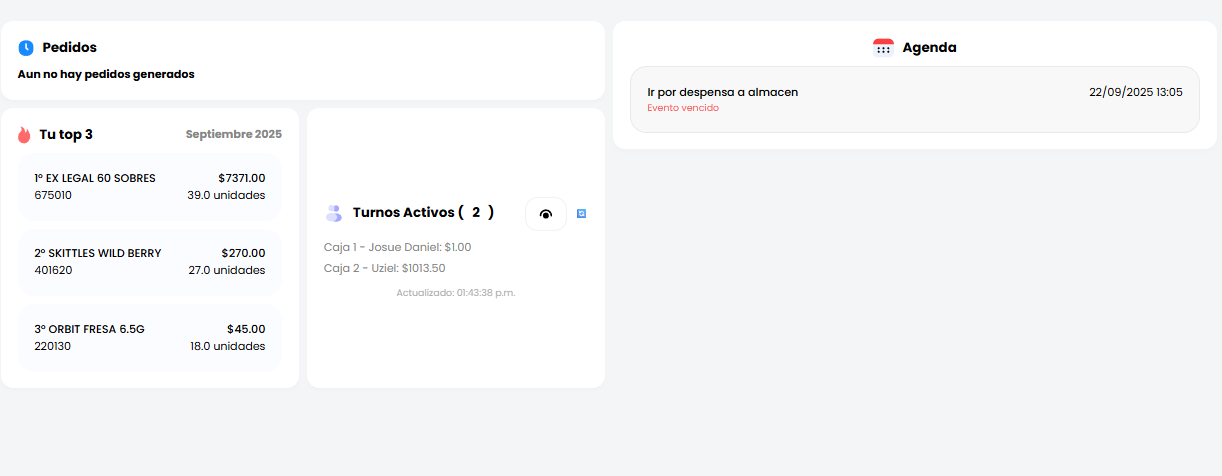 Pedidos
Aun no hay pedidos generados
Tu top 3 Septiembre 2025
1º EX LEGAL 60 SOBRES $7371.00
675010 39.0 unidades
2º SKITTLES WILD BERRY $270.00
401620 27.0 unidades
3º ORBIT FRESA 6.5G $45.00
220130 18.0 unidades
Turnos Activos ( 2 )
Caja 1 - Josue Daniel: $1.00
Caja 2 - Uziel: $1013.50
Actualizado: 01:43:38 p.m.
Agenda
Ir por despensa a almacen 22/09/2025 13:05
Evento vencido